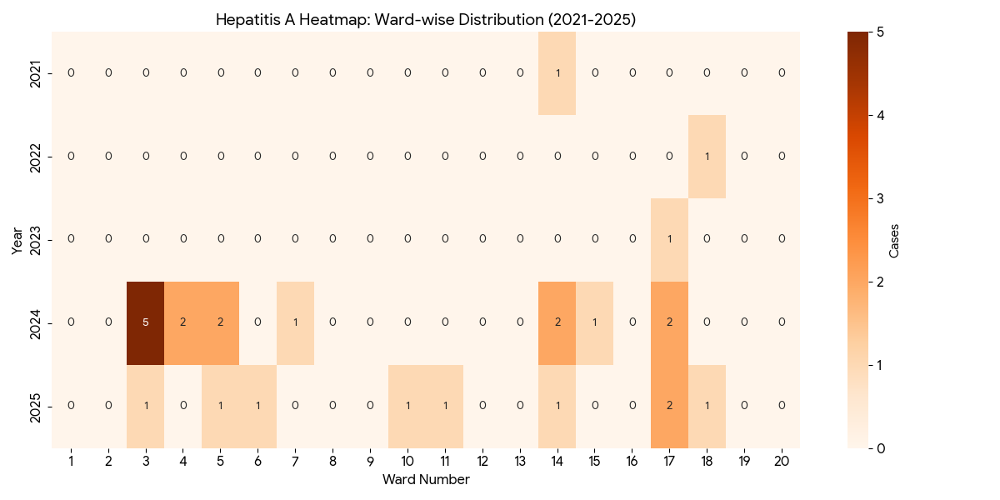 Hepatitis A Heatmap: Ward-wise Distribution (2021-2025)
Year
2021 0 0 0 0 0 0 0 0 0 0 0 0 0 1 0 0 0 0 0 0
2022 0 0 0 0 0 0 0 0 0 0 0 0 0 0 0 0 0 1 0 0
2023 0 0 0 0 0 0 0 0 0 0 0 0 0 0 0 0 1 0 0 0
2024 0 0 5 2 2 0 1 0 0 0 0 0 0 2 1 0 2 0 0 0
2025 0 0 1 0 1 1 0 0 0 1 1 0 0 1 0 0 2 1 0 0
1 2 3 4 5 6 7 8 9 10 11 12 13 14 15 16 17 18 19 20
Ward Number
5
4
3
2
1
0
Cases